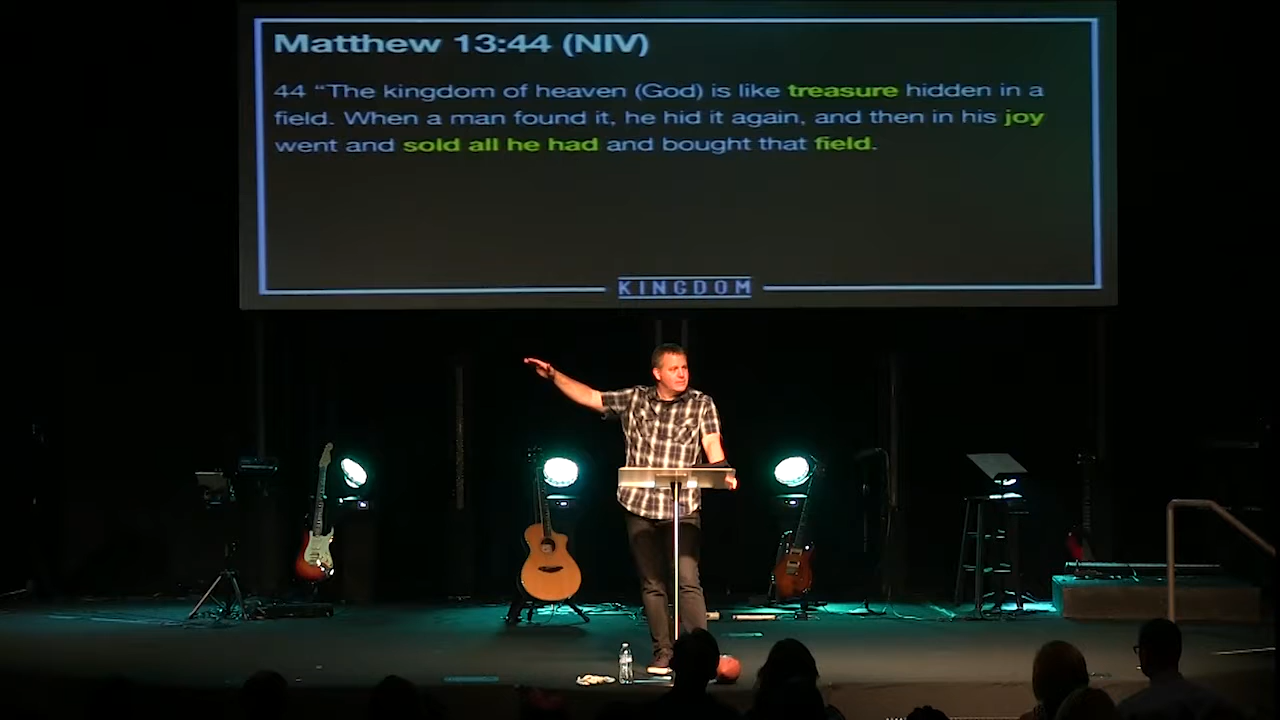 Matthew 13:44 (NIV)
44 “The kingdom of heaven (God) is like treasure hidden in a
field. When a man found it, he hid it again, and then in his joy
went and sold all he had and bought that field.
KINGDOM